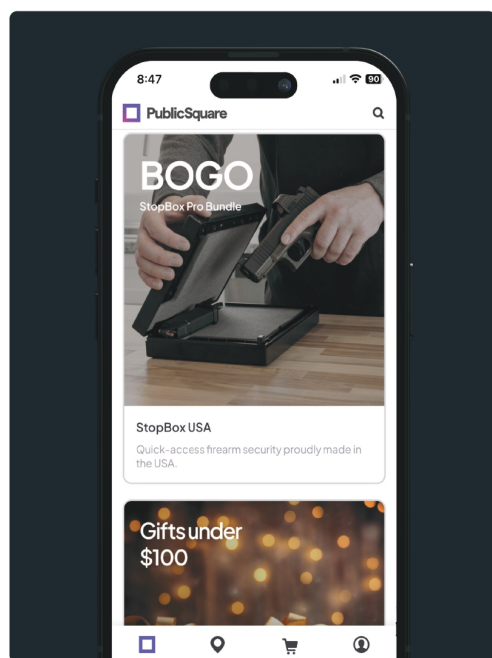 8:47
90
PublicSquare
BOGO
StopBox Pro Bundle
StopBox USA
Quick-access firearm security proudly made in
the USA.
Gifts under
$100